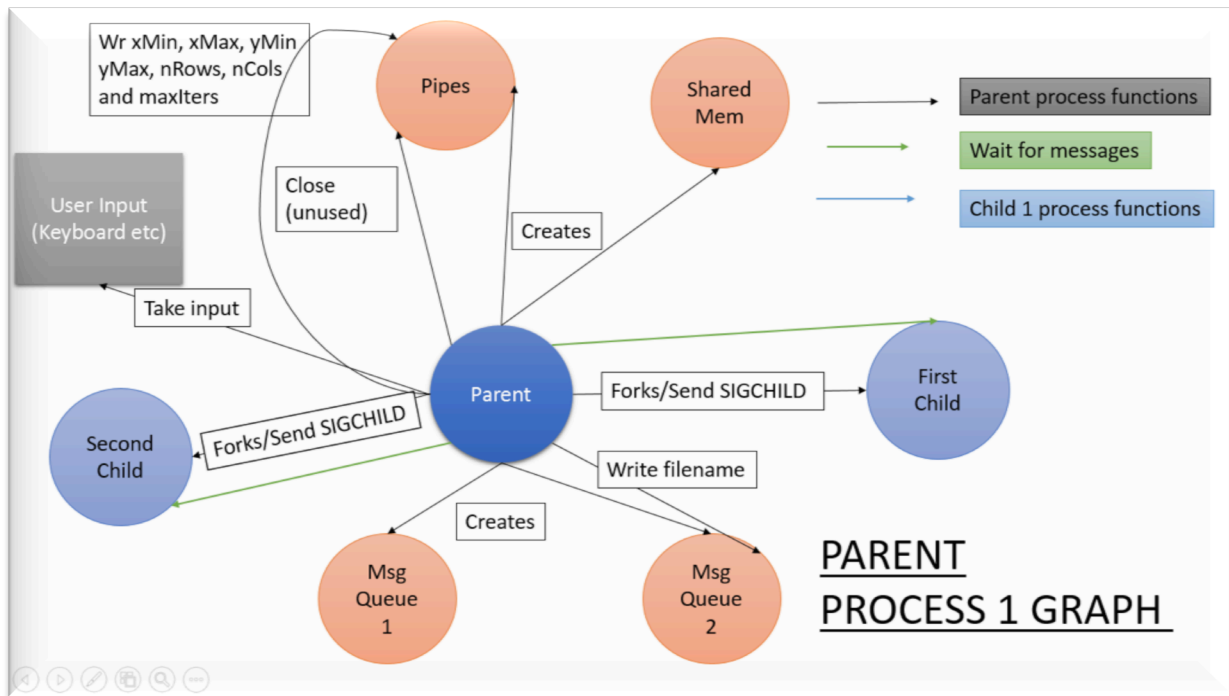 Wr xMin, xMax, yMin
yMax, nRows, nCols
and maxIters
Pipes
Shared
Mem
Parent process functions
Wait for messages
Child 1 process functions
User Input
(Keyboard etc)
Close
(unused)
Creates
Take input
Parent
Forks/Send SIGCHILD
First
Child
Forks/Send SIGCHILD
Second
Child
Write filename
Creates
Msg
Queue
1
Msg
Queue
2
PARENT
PROCESS 1 GRAPH